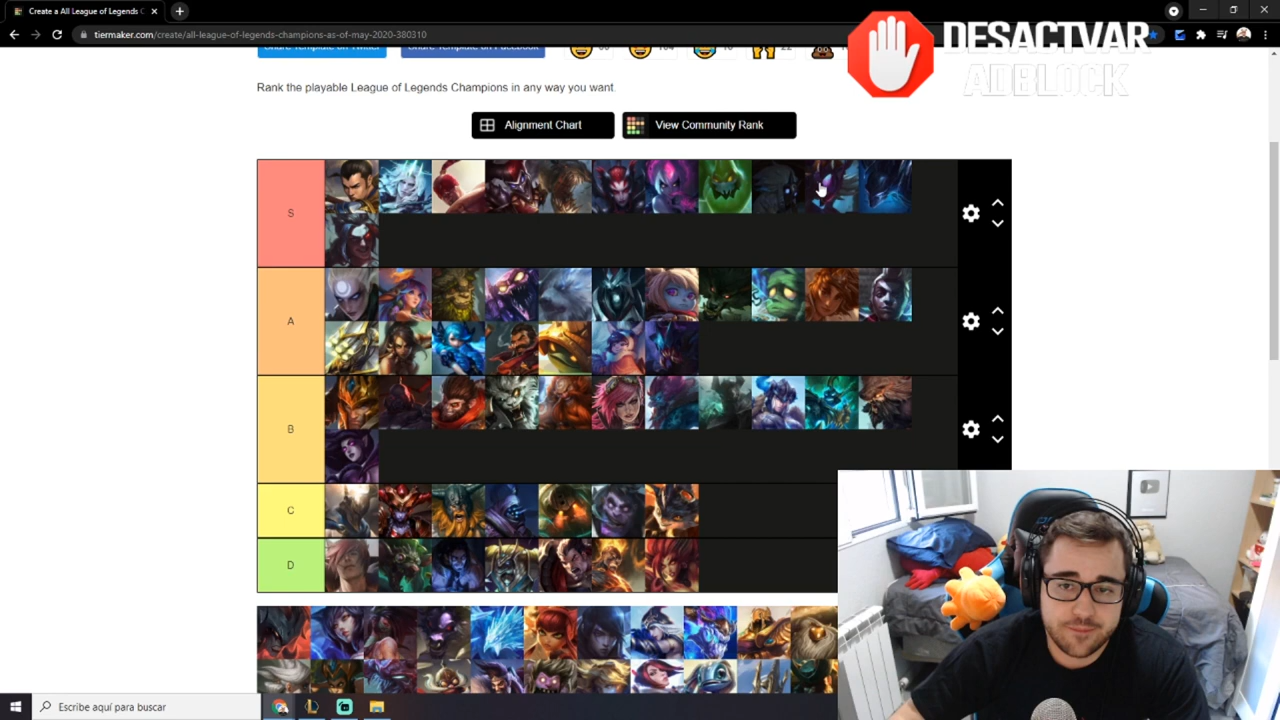 Create a All League of Legends C
tiermaker.com/create/all-league-of-legends-champions-as-of-may-2020-380310
DESACTVAR
ADBLOCK
Rank the playable League of Legends Champions in any way you want.
Alignment Chart
View Community Rank
S
A
B
C
D
Escribe aquí para buscar